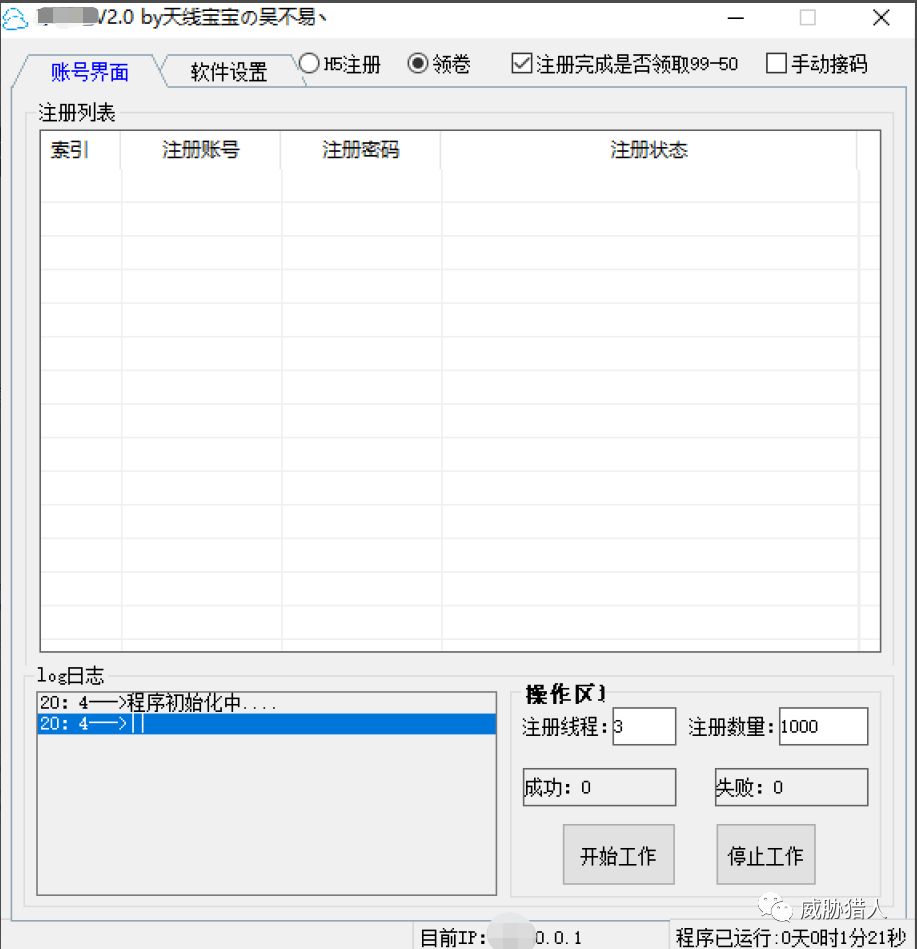 V2.0 by天线宝宝の吴不易丶
账号界面 软件设置 H5注册 领卷 注册完成是否领取99-50 手动接码
注册列表
索引 注册账号 注册密码 注册状态
log日志
20: 4--->程序初始化中....
20: 4--->[]
操作区
注册线程: 3 注册数量: 1000
成功: 0 失败: 0
开始工作 停止工作
威胁猎人
目前IP: 0.0.1 程序已运行:0天0时1分21秒